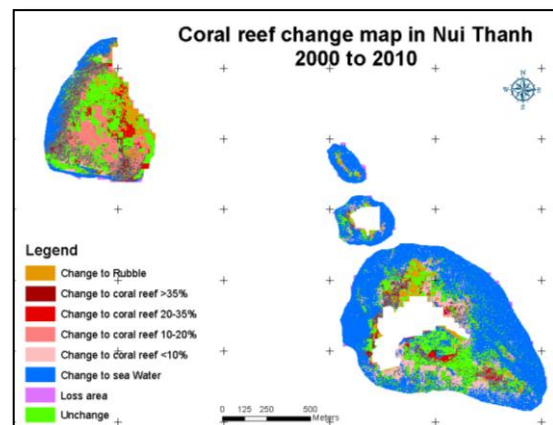 Coral reef change map in Nui Thanh
2000 to 2010
N
W
E
S
Legend
Change to Rubble
Change to coral reef >35%
Change to coral reef 20-35%
Change to coral reef 10-20%
Change to coral reef <10%
Change to sea Water
Loss area
Unchange
0 125 250 500
Meters